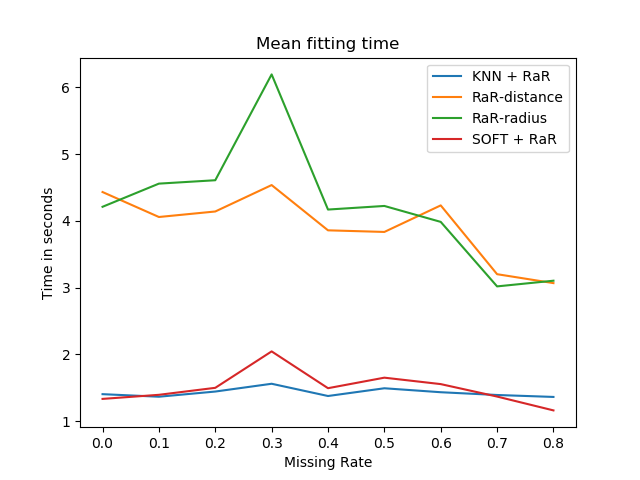 Mean fitting time
KNN + RaR
RaR-distance
RaR-radius
SOFT + RaR
Time in seconds
6
5
4
3
2
1
0.0 0.1 0.2 0.3 0.4 0.5 0.6 0.7 0.8
Missing Rate